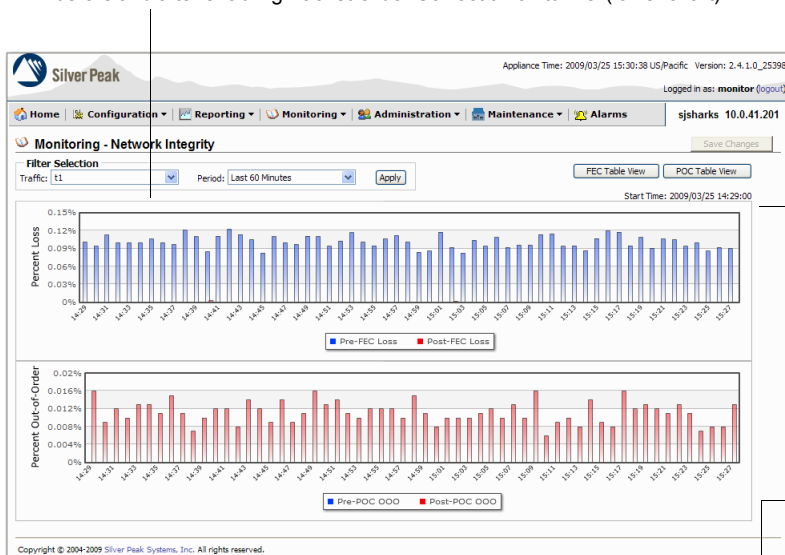 Silver Peak
Appliance Time: 2009/03/25 15:30:38 US/Pacific Version: 2.4.1.0_25398
Logged in as: monitor (logout)
Home | Configuration | Reporting | Monitoring | Administration | Maintenance | Alarms
sjsharks 10.0.41.201
Monitoring - Network Integrity
Save Changes
Filter Selection
Traffic: t1 Period: Last 60 Minutes Apply
FEC Table View POC Table View
Start Time: 2009/03/25 14:29:00
Percent Loss
0.15%
0.12%
0.09%
0.06%
0.03%
0%
14:29 14:31 14:33 14:35 14:37 14:39 14:41 14:43 14:45 14:47 14:49 14:51 14:53 14:55 14:57 14:59 15:01 15:03 15:05 15:07 15:09 15:11 15:13 15:15 15:17 15:19 15:21 15:23 15:25 15:27
Pre-FEC Loss Post-FEC Loss
Percent Out-of-Order
0.02%
0.016%
0.012%
0.008%
0.004%
0%
14:29 14:31 14:33 14:35 14:37 14:39 14:41 14:43 14:45 14:47 14:49 14:51 14:53 14:55 14:57 14:59 15:01 15:03 15:05 15:07 15:09 15:11 15:13 15:15 15:17 15:19 15:21 15:23 15:25 15:27
Pre-POC OOO Post-POC OOO
Copyright © 2004-2009 Silver Peak Systems, Inc. All rights reserved.